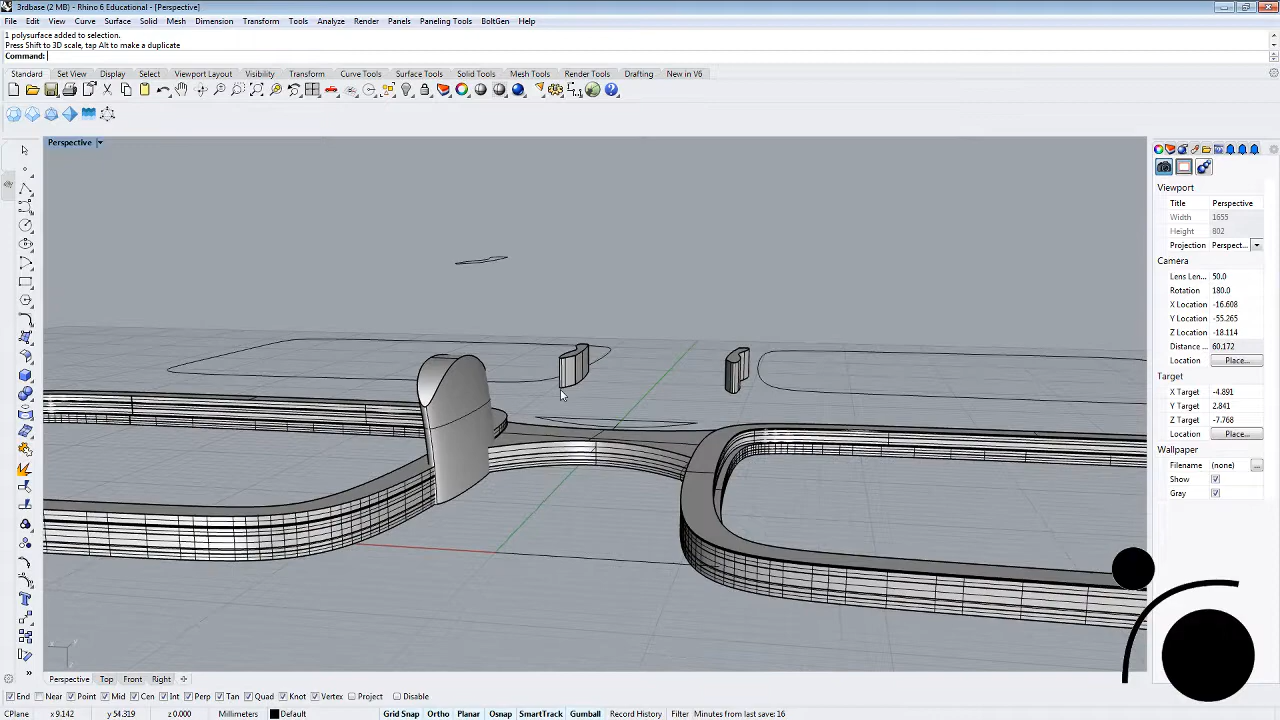 3rdbase (2 MB) - Rhino 6 Educational - [Perspective]
File Edit View Curve Surface Solid Mesh Dimension Transform Tools Analyze Render Panels Paneling Tools BoltGen Help
1 polysurface added to selection.
Press Shift to 3D scale, tap Alt to make a duplicate
Command:
Standard Set View Display Select Viewport Layout Visibility Transform Curve Tools Surface Tools Solid Tools Mesh Tools Render Tools Drafting New in V6
Perspective
Viewport
Title Perspective
Width 1655
Height 802
Projection Perspect...
Camera
Lens Len... 50.0
Rotation 180.0
X Location -16.608
Y Location -55.265
Z Location -18.114
Distance ... 60.172
Location Place...
Target
X Target -4.891
Y Target 2.841
Z Target -7.768
Location Place...
Wallpaper
Filename (none) ...
Show
Gray
Perspective Top Front Right
End Near Point Mid Cen Int Perp Tan Quad Knot Vertex Project Disable
CPlane x 9.142 y 54.319 z 0.000 Millimeters Default Grid Snap Ortho Planar Osnap SmartTrack Gumball Record History Filter Minutes from last save: 16